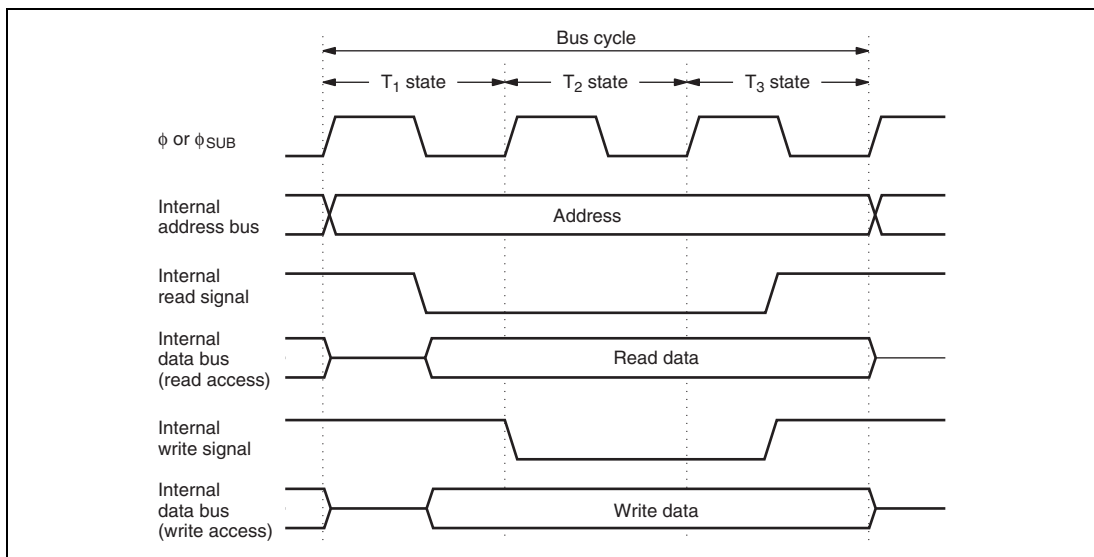 Bus cycle
T₁ state
T₂ state
T₃ state
ϕ or ϕSUB
Internal
address bus
Address
Internal
read signal
Internal
data bus
(read access)
Read data
Internal
write signal
Internal
data bus
(write access)
Write data